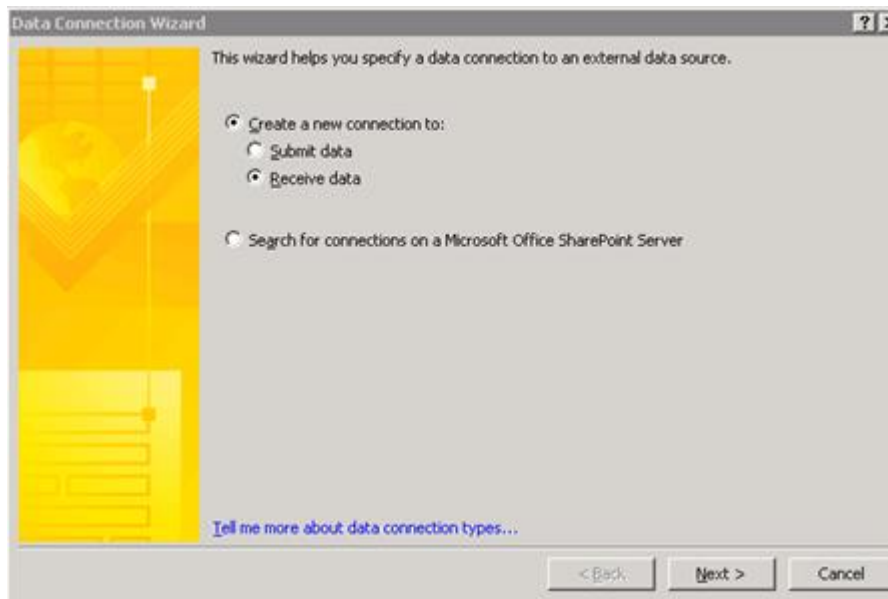 Data Connection Wizard
This wizard helps you specify a data connection to an external data source.
Create a new connection to:
Submit data
Receive data
Search for connections on a Microsoft Office SharePoint Server
Tell me more about data connection types...
< Back
Next >
Cancel